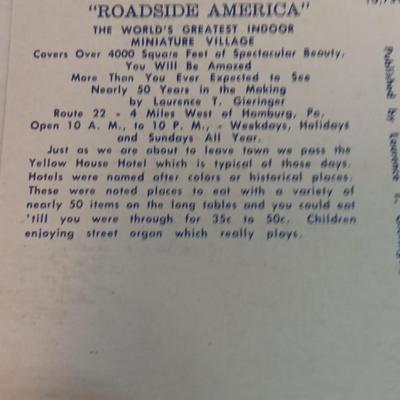 "ROADSIDE AMERICA"
THE WORLD'S GREATEST INDOOR
MINIATURE VILLAGE
Covers Over 4000 Square Feet of Spectacular Beauty.
You Will be Amazed
More Than You Ever Expected to See
Nearly 50 Years in the Making
by Laurence T. Gieringer
Route 22 - 4 Miles West of Hamburg, Pa.
Open 10 A. M., to 10 P. M., - Weekdays, Holidays
and Sundays All Year.
Just as we are about to leave town we pass the
Yellow House Hotel which is typical of those days.
Hotels were named after colors or historical places.
These were noted places to eat with a variety of
nearly 50 items on the long tables and you could eat
'till you were through for 35c to 50c. Children
enjoying street organ which really plays.
Published by Laurence